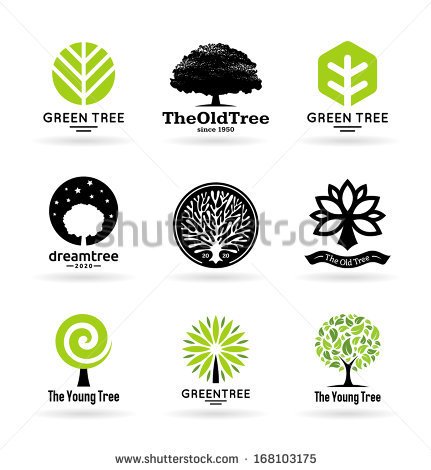 GREEN TREE
TheOldTree
since 1950
GREEN TREE
dreamtree
2020
20 20
The Old Tree
The Young Tree
GREENTREE
The Young Tree
shutterstock
www.shutterstock.com · 168103175